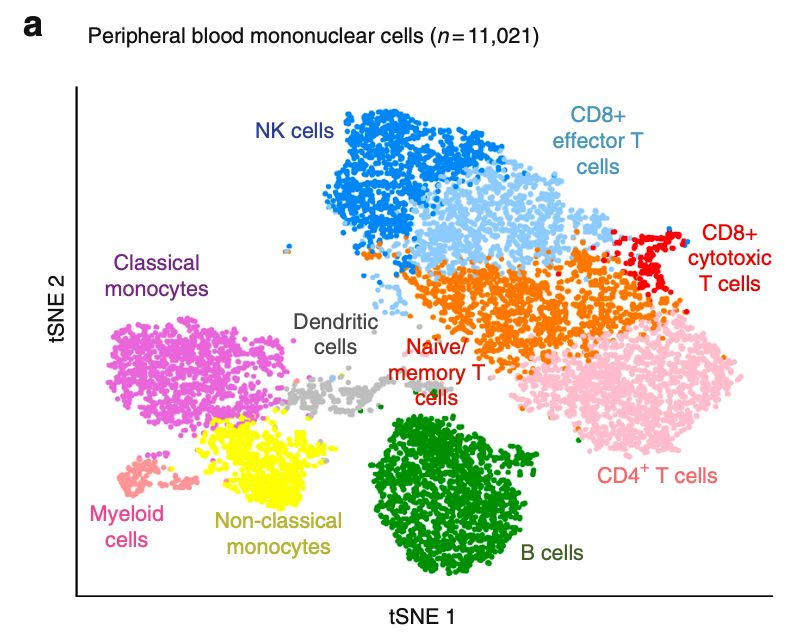 a
Peripheral blood mononuclear cells (n=11,021)
NK cells
CD8+
effector T
cells
CD8+
cytotoxic
T cells
Classical
monocytes
Dendritic
cells
Naive/
memory T
cells
CD4+ T cells
Myeloid
cells
Non-classical
monocytes
B cells
tSNE 2
tSNE 1